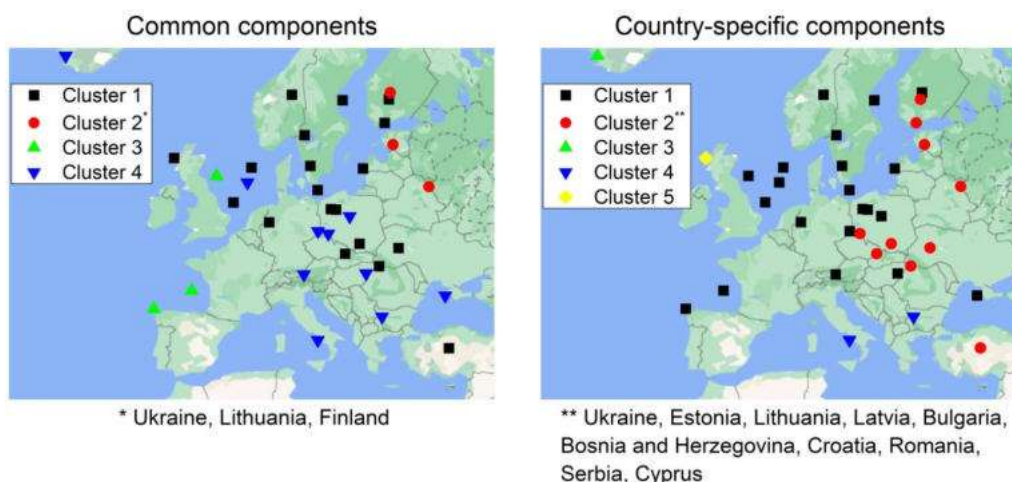 Common components
Cluster 1
Cluster 2*
Cluster 3
Cluster 4
* Ukraine, Lithuania, Finland
Country-specific components
Cluster 1
Cluster 2**
Cluster 3
Cluster 4
Cluster 5
** Ukraine, Estonia, Lithuania, Latvia, Bulgaria,
Bosnia and Herzegovina, Croatia, Romania,
Serbia, Cyprus